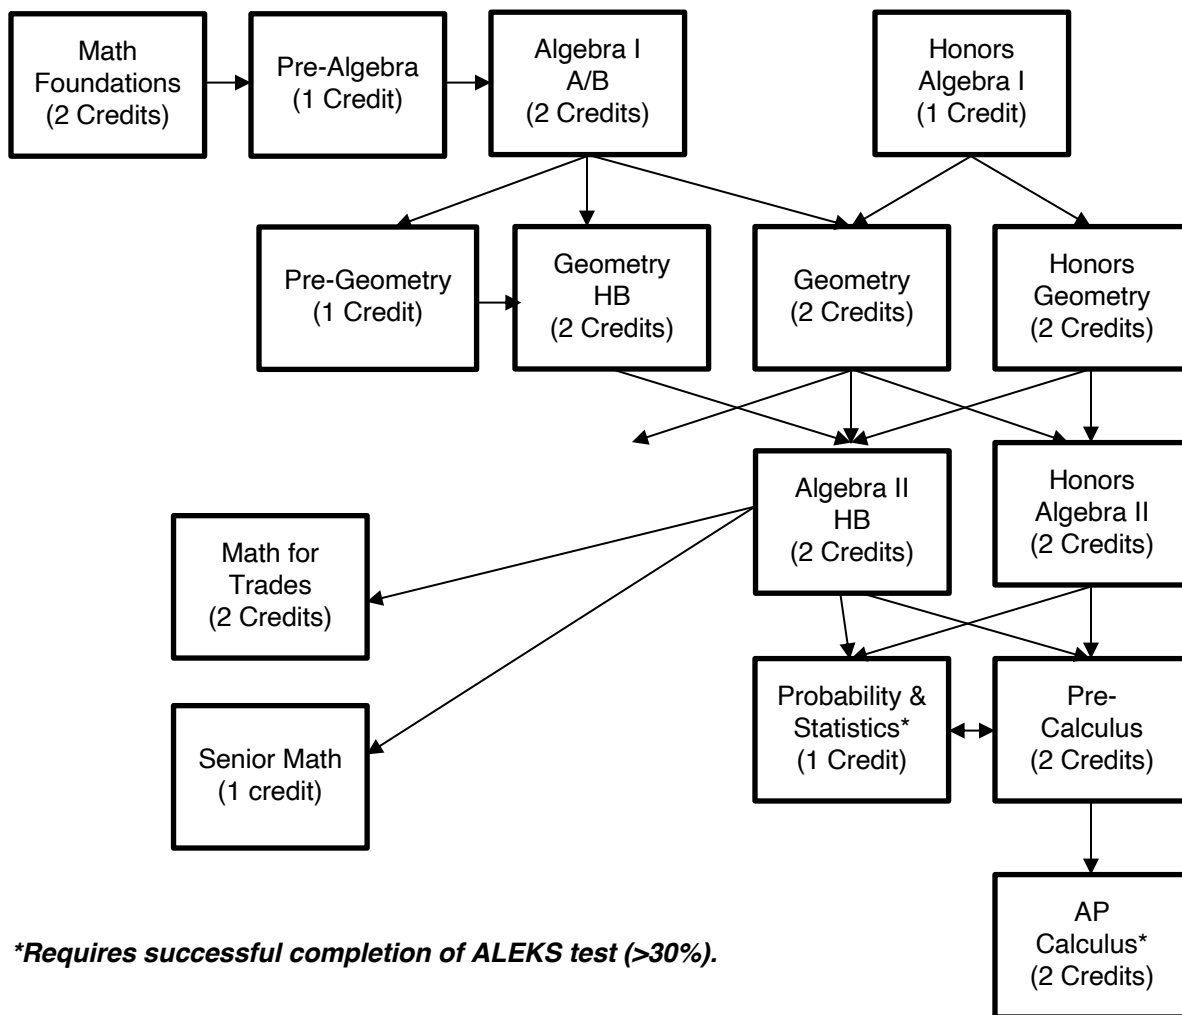 Math
Foundations
(2 Credits)
Pre-Algebra
(1 Credit)
Algebra I
A/B
(2 Credits)
Honors
Algebra I
(1 Credit)
Pre-Geometry
(1 Credit)
Geometry
HB
(2 Credits)
Geometry
(2 Credits)
Honors
Geometry
(2 Credits)
Algebra II
HB
(2 Credits)
Honors
Algebra II
(2 Credits)
Math for
Trades
(2 Credits)
Probability &
Statistics*
(1 Credit)
Pre-
Calculus
(2 Credits)
Senior Math
(1 credit)
AP
Calculus*
(2 Credits)
*Requires successful completion of ALEKS test (>30%).